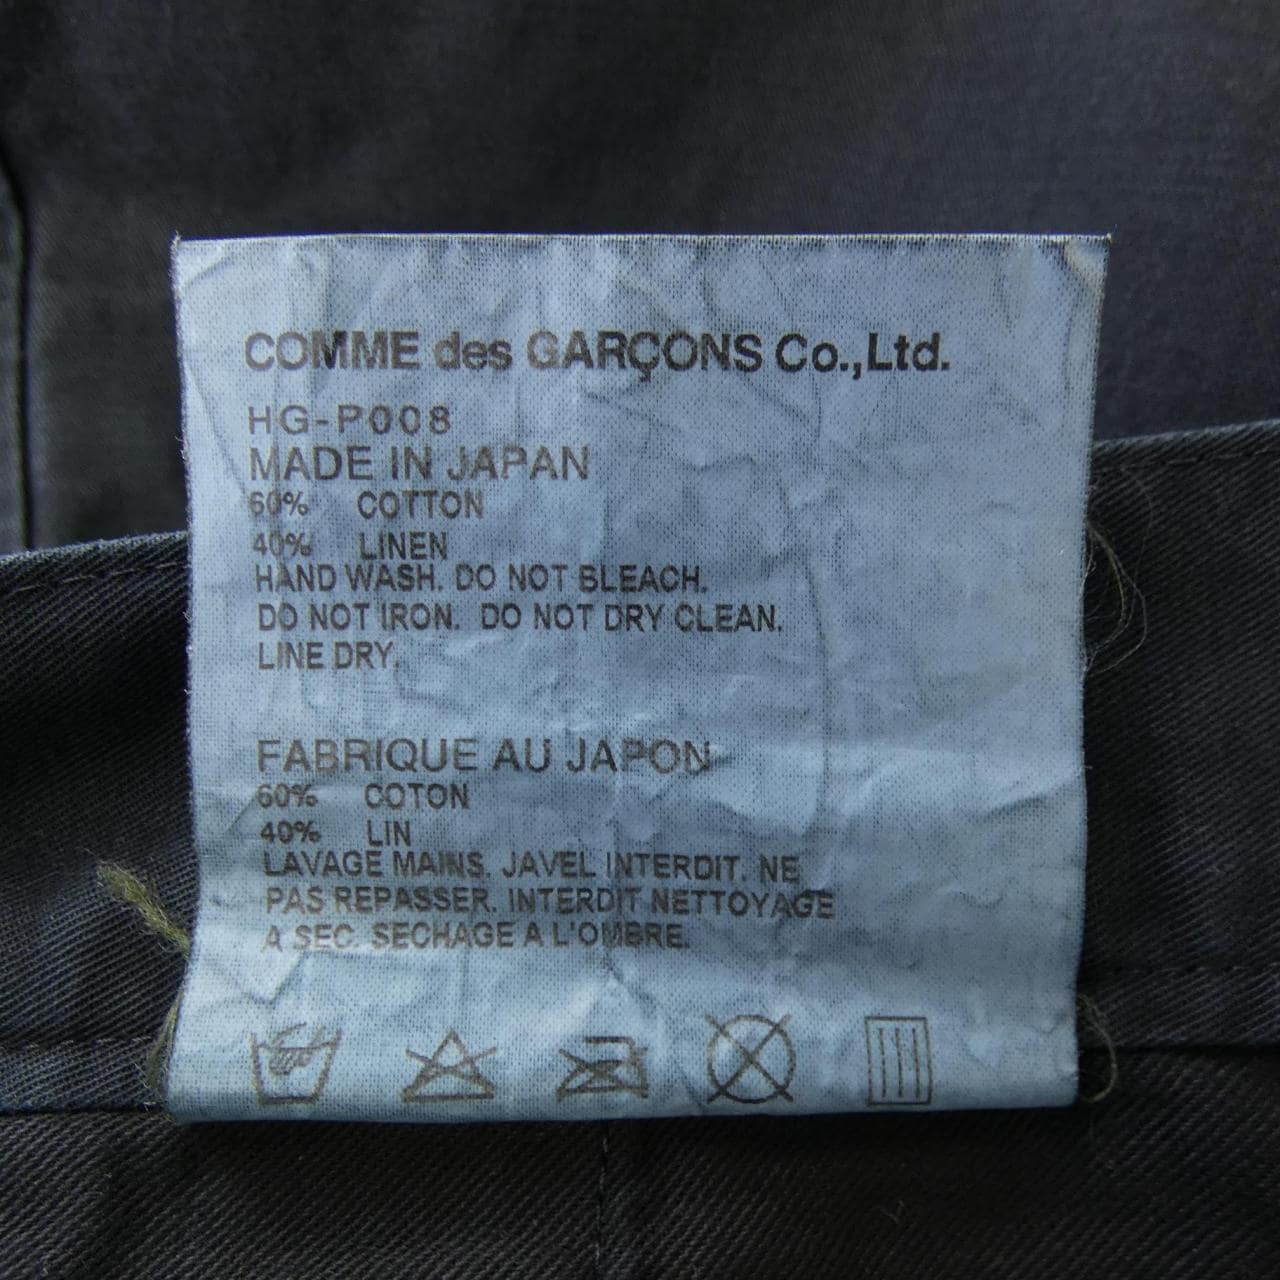 COMME des GARÇONS Co.,Ltd.
HG-P008
MADE IN JAPAN
60% COTTON
40% LINEN
HAND WASH. DO NOT BLEACH.
DO NOT IRON. DO NOT DRY CLEAN.
LINE DRY.
FABRIQUE AU JAPON
60% COTON
40% LIN
LAVAGE MAINS. JAVEL INTERDIT. NE
PAS REPASSER. INTERDIT NETTOYAGE
A SEC. SECHAGE A L'OMBRE.